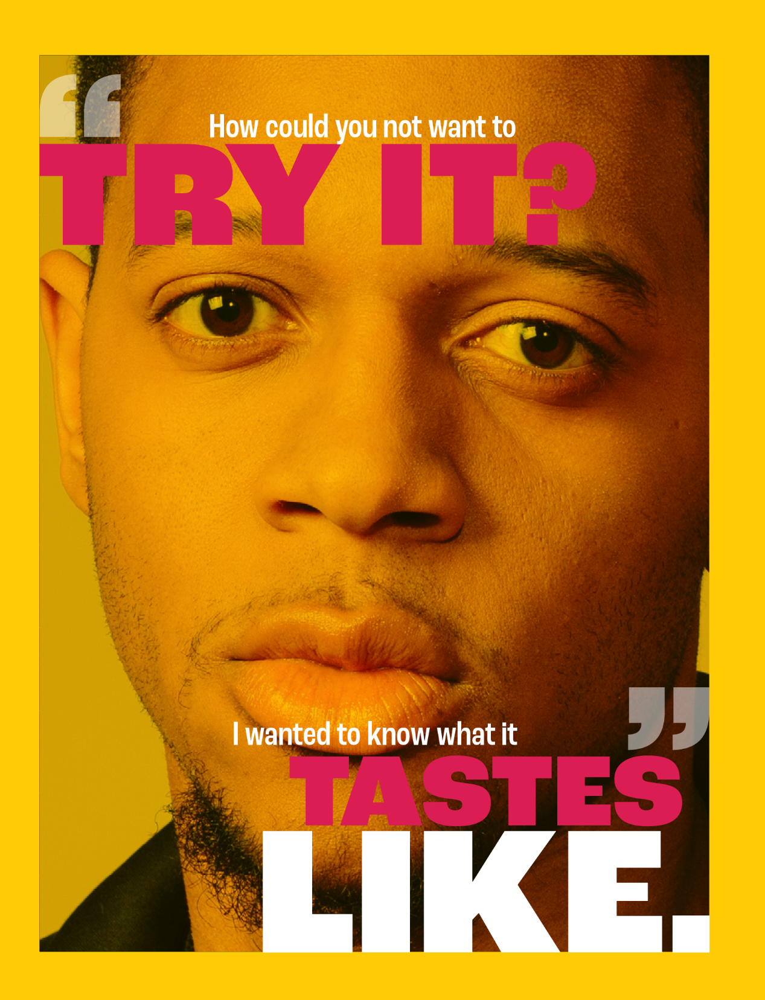 “
How could you not want to
TRY IT?
I wanted to know what it
”
TASTES
LIKE.